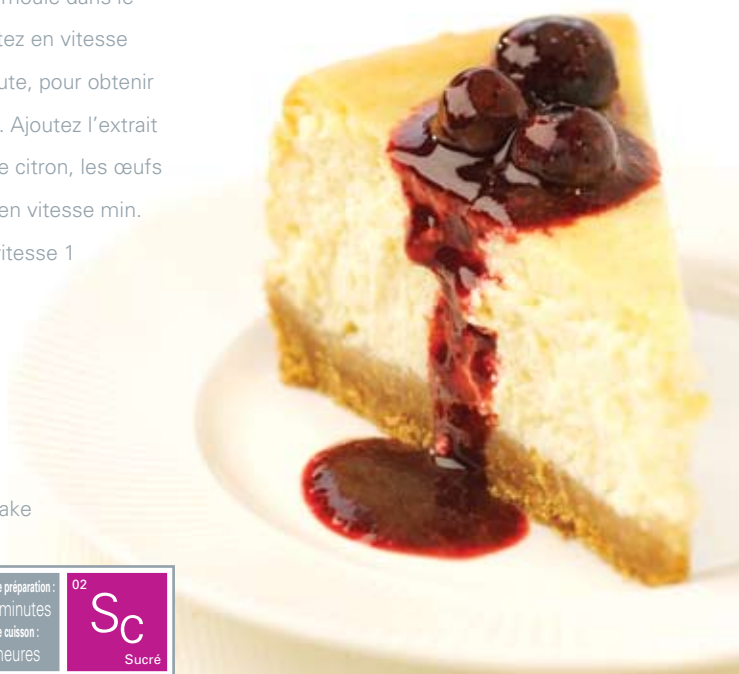 moule dans le
tez en vitesse
ute, pour obtenir
. Ajoutez l’extrait
e citron, les œufs
en vitesse min.
itesse 1
ake
e préparation :
minutes
e cuisson :
heures
02
Sc
Sucré